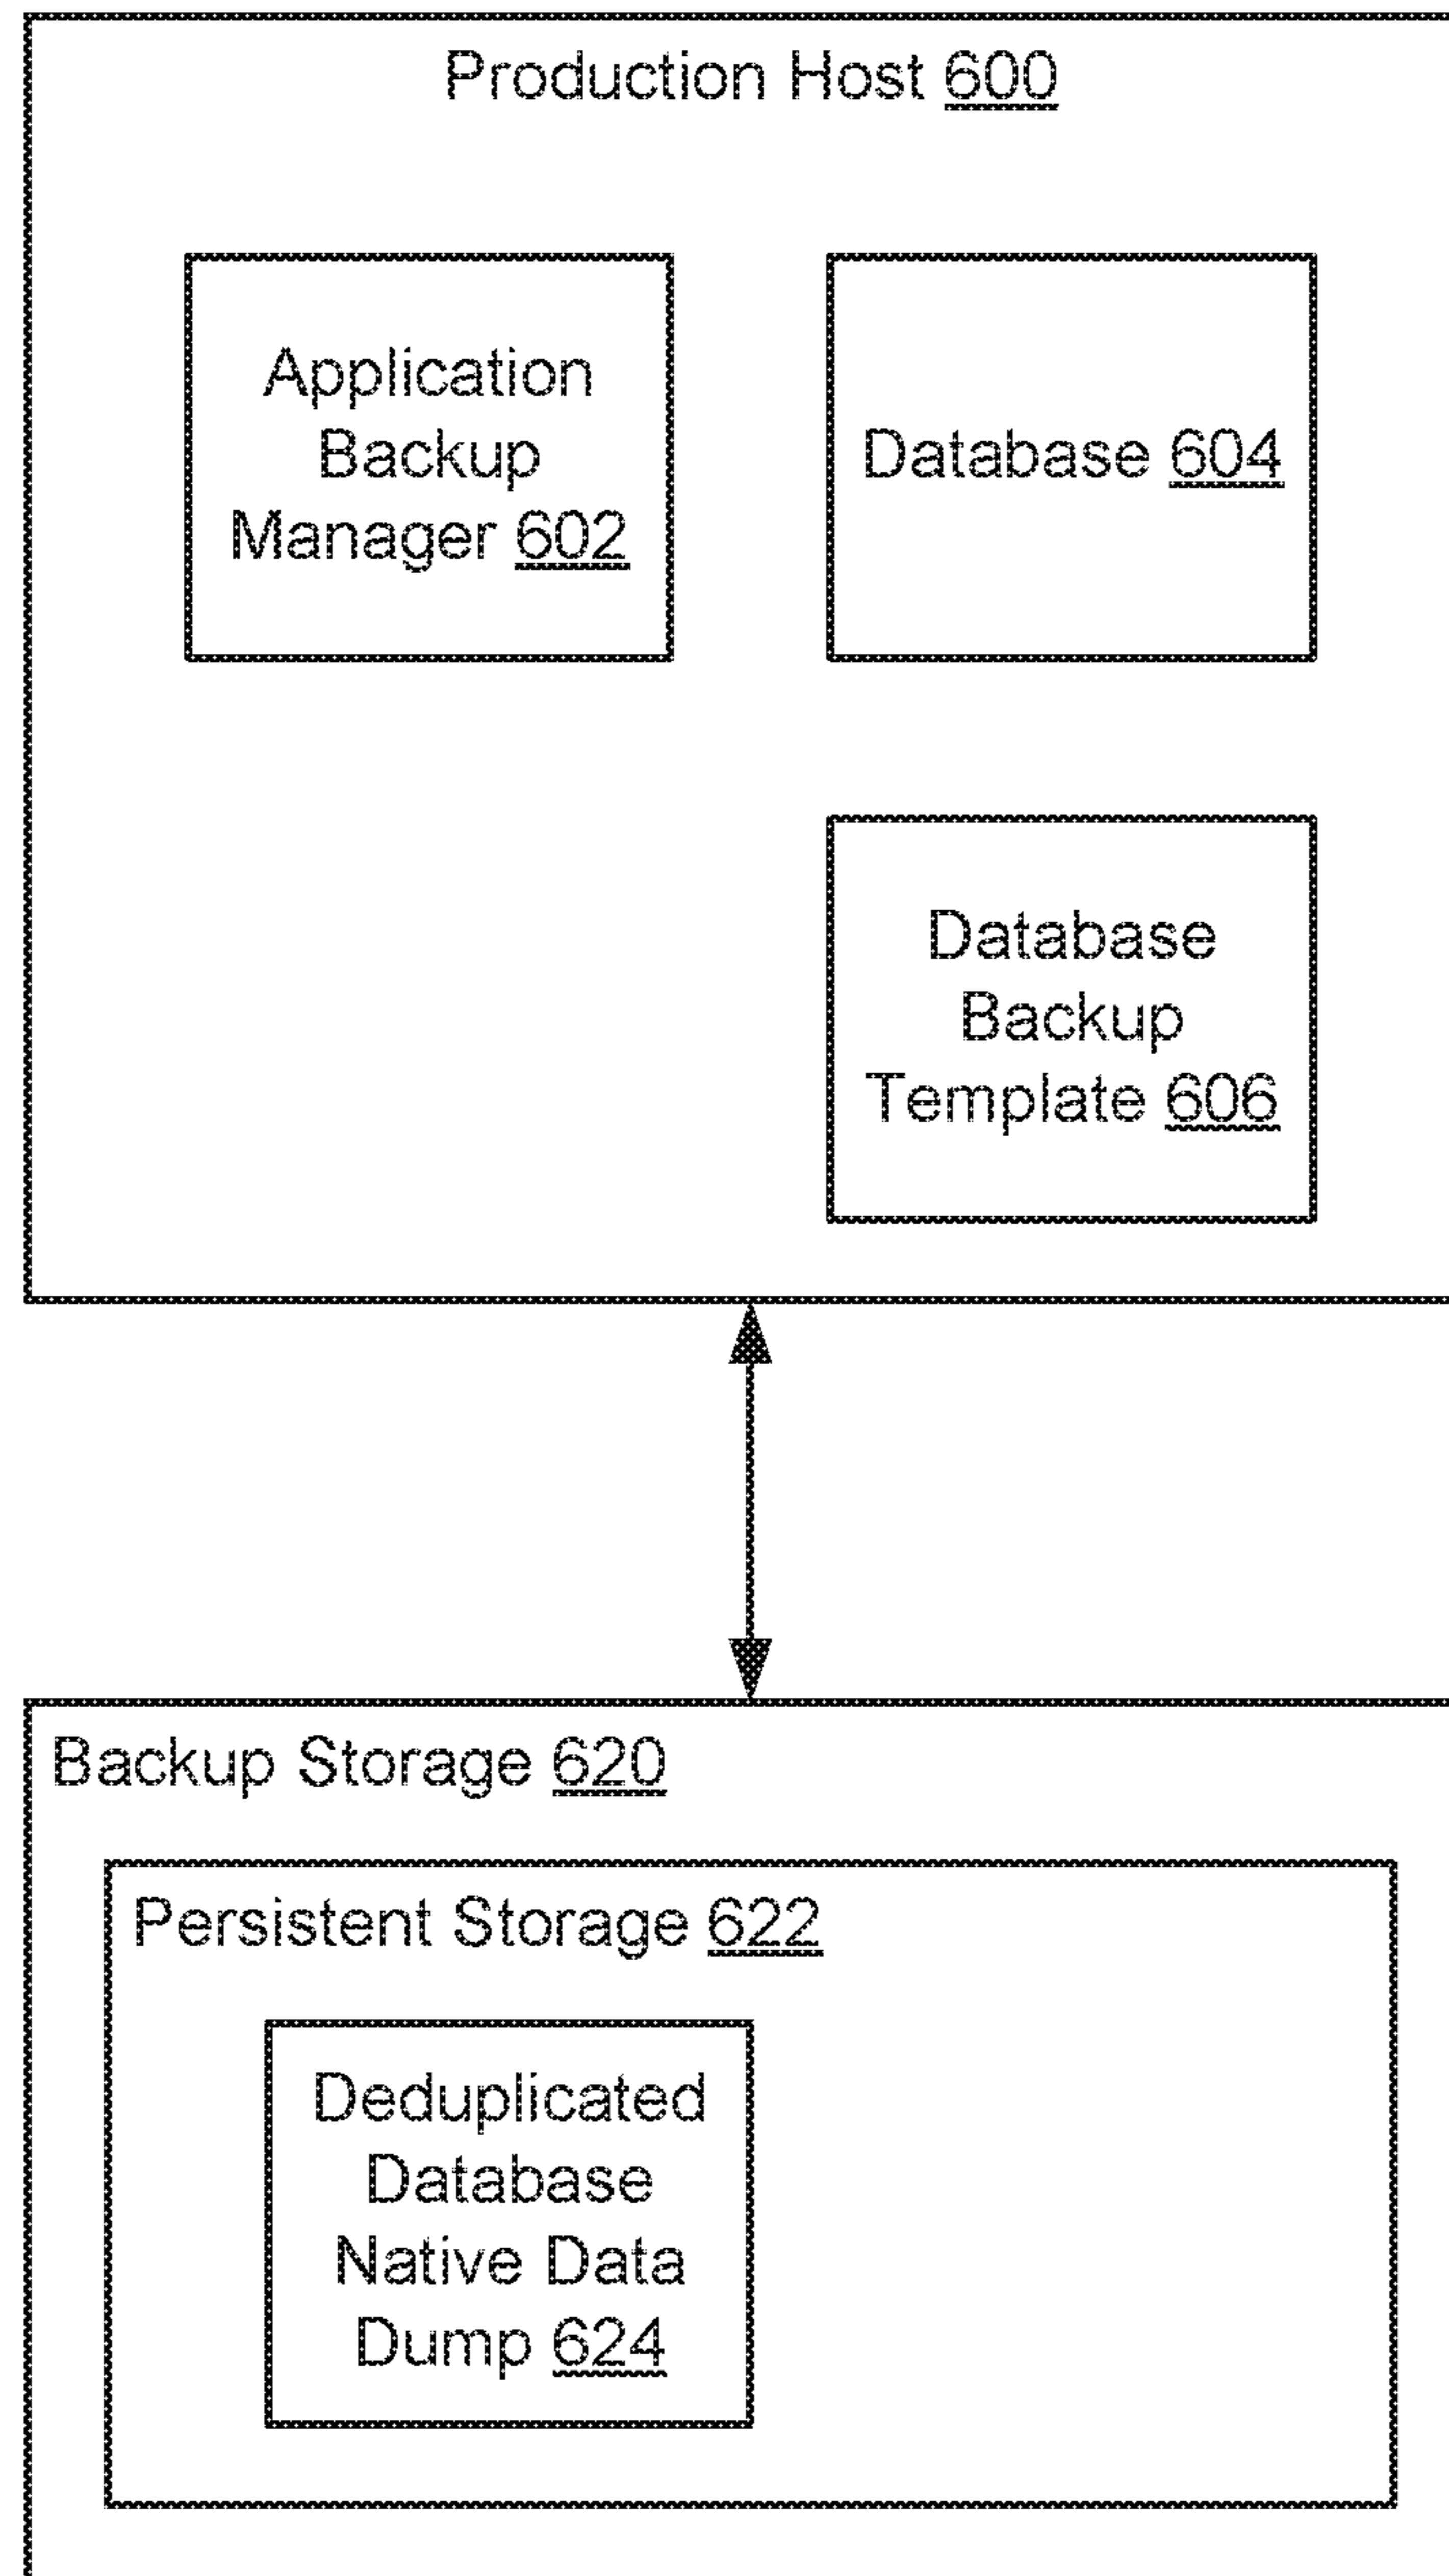 Production Host 600
Application
Backup
Manager 602
Database 604
Database
Backup
Template 606
Backup Storage 620
Persistent Storage 622
Deduplicated
Database
Native Data
Dump 624